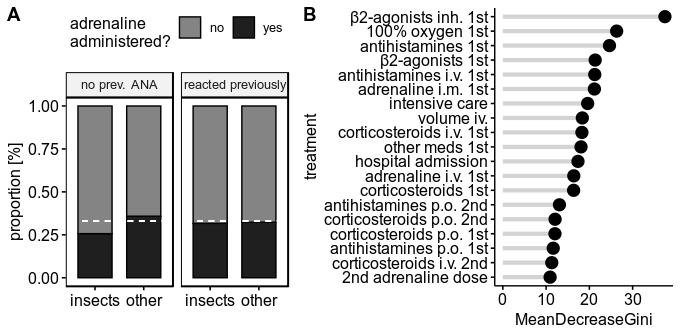 A
adrenaline
administered?
no
yes
no prev. ANA
reacted previously
proportion [%]
1.00
0.75
0.50
0.25
0.00
insects other
insects other
B
treatment
β2-agonists inh. 1st
100% oxygen 1st
antihistamines 1st
β2-agonists 1st
antihistamines i.v. 1st
adrenaline i.m. 1st
intensive care
volume iv.
corticosteroids i.v 1st
other meds 1st
hospital admission
adrenaline i.v 1st
corticosteroids 1st
antihistamines p.o. 2nd
corticosteroids p.o. 2nd
corticosteroids p.o. 1st
antihistamines p.o. 1st
corticosteroids i.v. 2nd
2nd adrenaline dose
0 10 20 30
MeanDecreaseGini